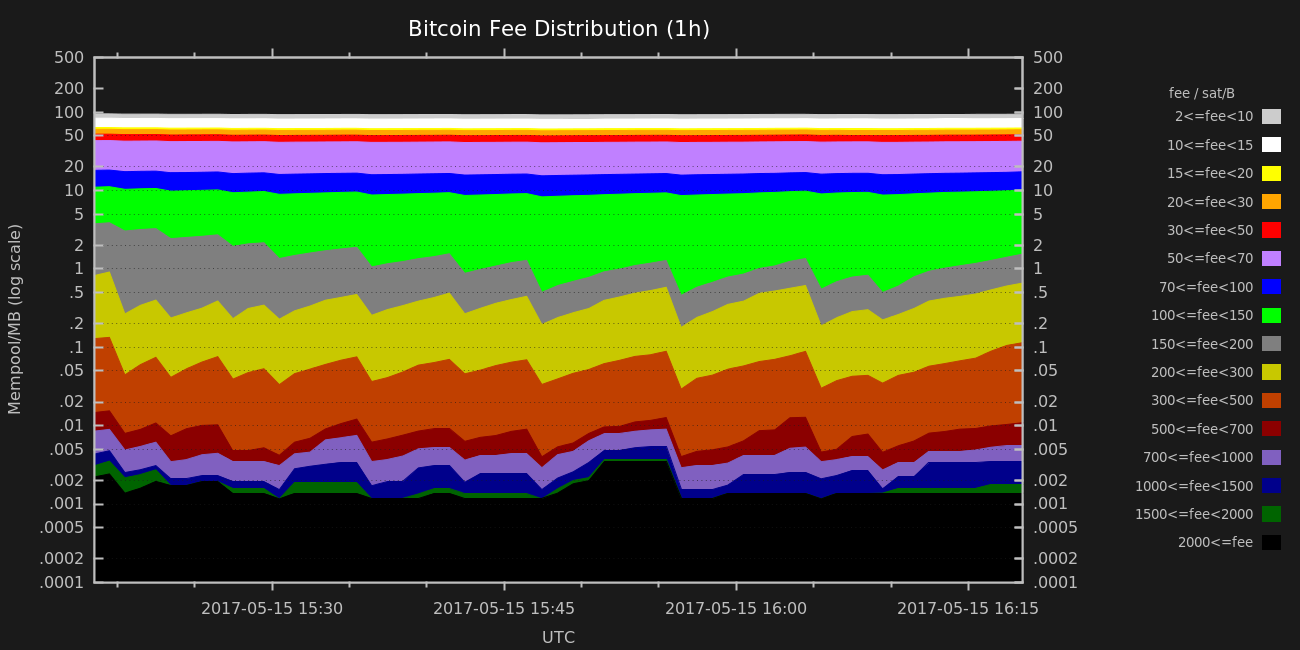 Bitcoin Fee Distribution (1h)
500 500
200 200
100 100
50 50
20 20
10 10
5 5
2 2
1 1
.5 .5
.2 .2
.1 .1
.05 .05
.02 .02
.01 .01
.005 .005
.002 .002
.001 .001
.0005 .0005
.0002 .0002
.0001 .0001
Mempool/MB (log scale)
2017-05-15 15:30 2017-05-15 15:45 2017-05-15 16:00 2017-05-15 16:15
UTC
fee / sat/B
2<=fee<10
10<=fee<15
15<=fee<20
20<=fee<30
30<=fee<50
50<=fee<70
70<=fee<100
100<=fee<150
150<=fee<200
200<=fee<300
300<=fee<500
500<=fee<700
700<=fee<1000
1000<=fee<1500
1500<=fee<2000
2000<=fee